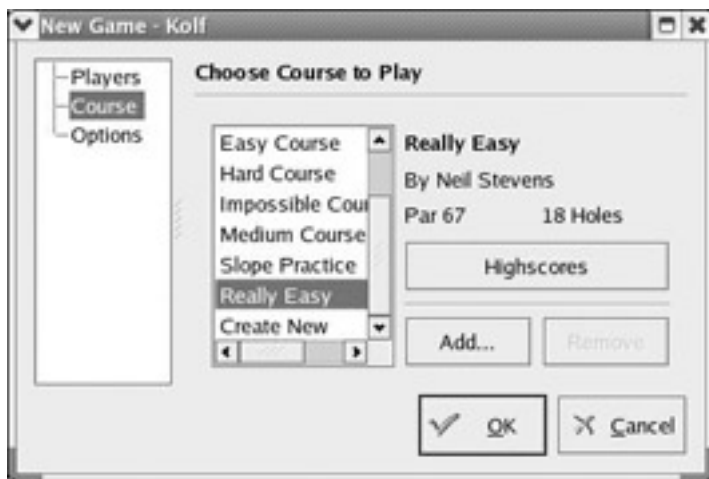 New Game - Kolf
Players
Course
Options
Choose Course to Play
Easy Course
Hard Course
Impossible Cour
Medium Course
Slope Practice
Really Easy
Create New
Really Easy
By Neil Stevens
Par 67 18 Holes
Highscores
Add... Remove
OK Cancel